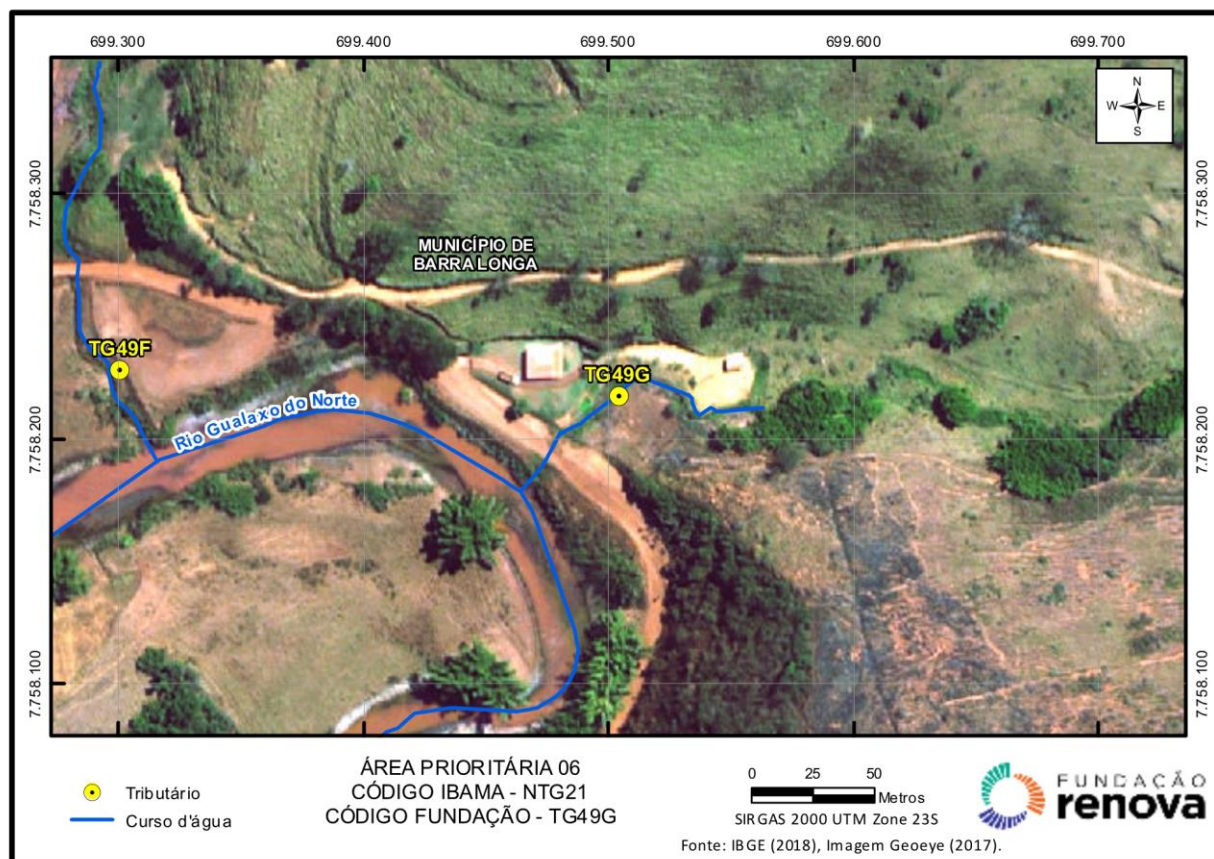 699.300 699.400 699.500 699.600 699.700
N
W E
S
7.758.300 7.758.300
MUNICÍPIO DE
BARRA LONGA
TG49F
TG49G
Rio Gualaxo do Norte
7.758.200 7.758.200
7.758.100 7.758.100
Tributário
Curso d'água
ÁREA PRIORITÁRIA 06
CÓDIGO IBAMA - NTG21
CÓDIGO FUNDAÇÃO - TG49G
0 25 50
Metros
SIRGAS 2000 UTM Zone 23S
Fonte: IBGE (2018), Imagem Geoeye (2017).
FUNDAÇÃO
renova